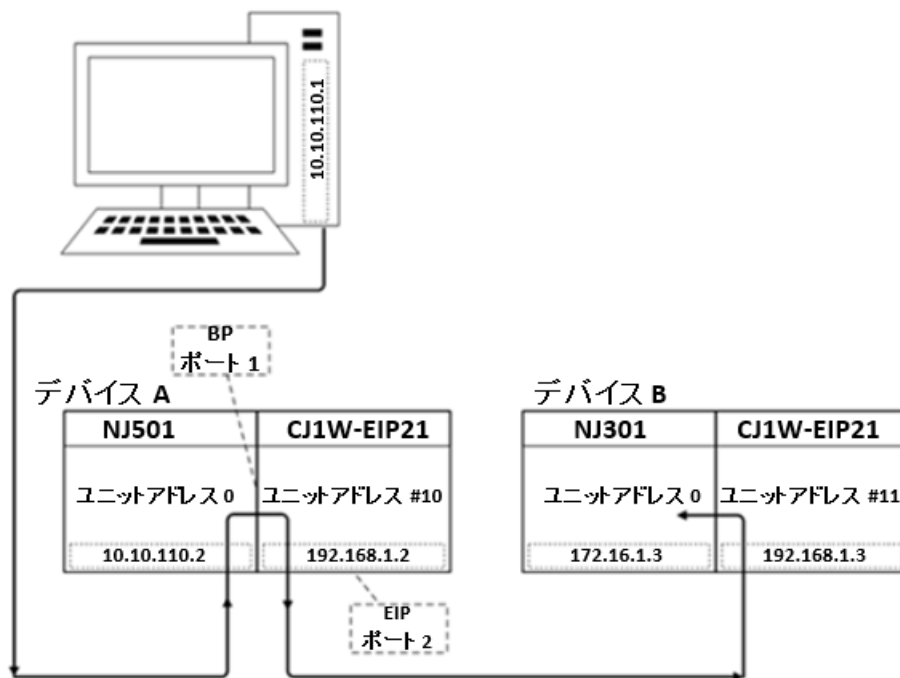 10.10.110.1
BP
ポート 1
デバイス A
NJ501
CJ1W-EIP21
ユニットアドレス 0
ユニットアドレス #10
10.10.110.2
192.168.1.2
EIP
ポート 2
デバイス B
NJ301
CJ1W-EIP21
ユニットアドレス 0
ユニットアドレス #11
172.16.1.3
192.168.1.3